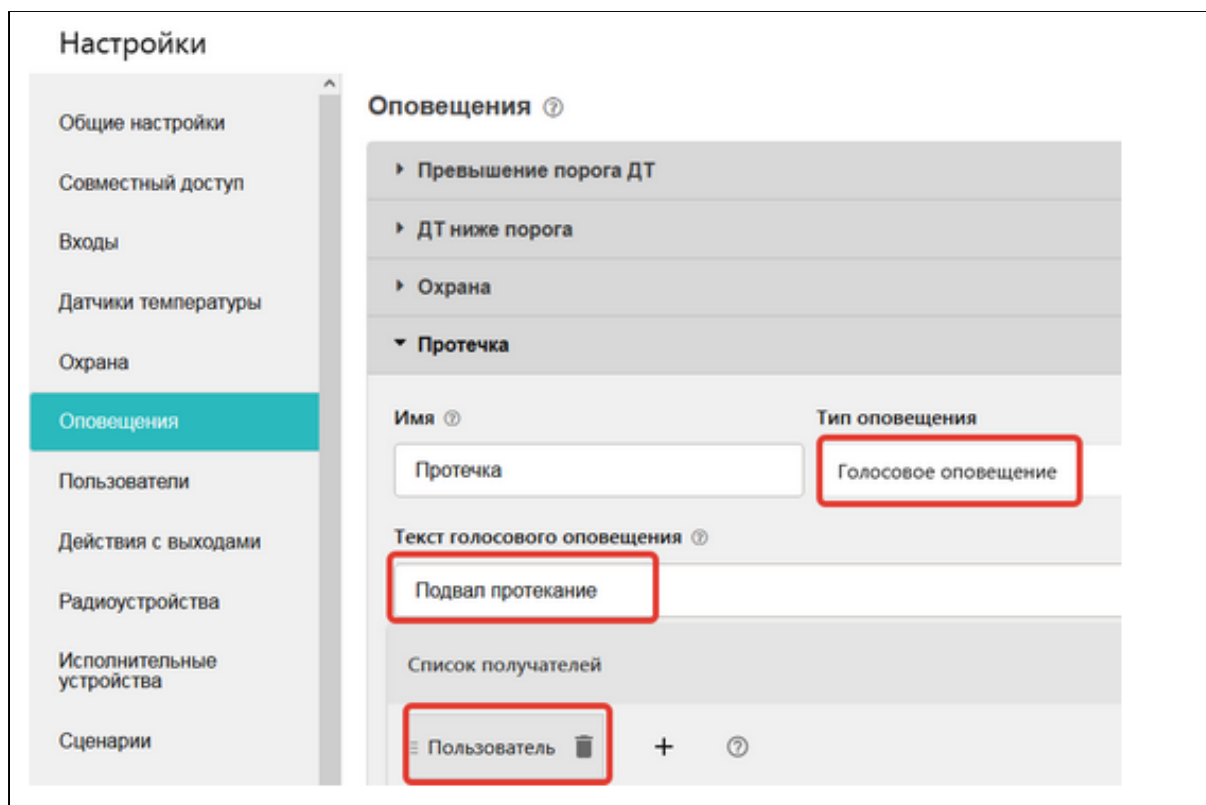 Настройки
Общие настройки
Совместный доступ
Входы
Датчики температуры
Охрана
Оповещения
Пользователи
Действия с выходами
Радиоустройства
Исполнительные
устройства
Сценарии
Оповещения
Превышение порога ДТ
ДТ ниже порога
Охрана
Протечка
Имя
Тип оповещения
Протечка
Голосовое оповещение
Текст голосового оповещения
Подвал протекание
Список получателей
Пользователь